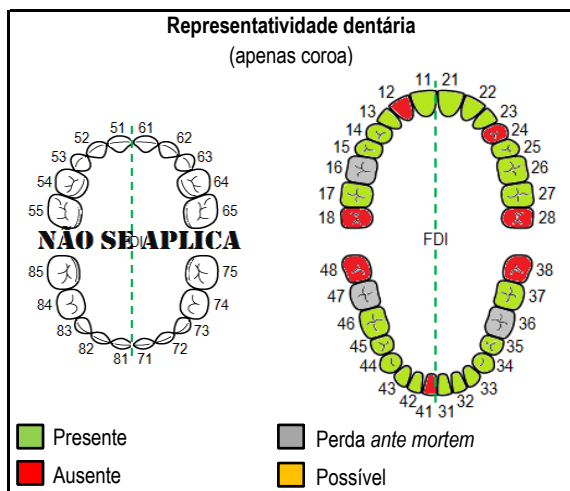 Representatividade dentária
(apenas coroa)
51 61
52 62
53 63
54 64
55 65
NÃO SE APLICA
FDI
85 75
84 74
83 73
82 72
81 71
11 21
12 22
13 23
14 24
15 25
16 26
17 27
18 28
FDI
48 38
47 37
46 36
45 35
44 34
43 33
42 32
41 31
Presente
Perda ante mortem
Ausente
Possível